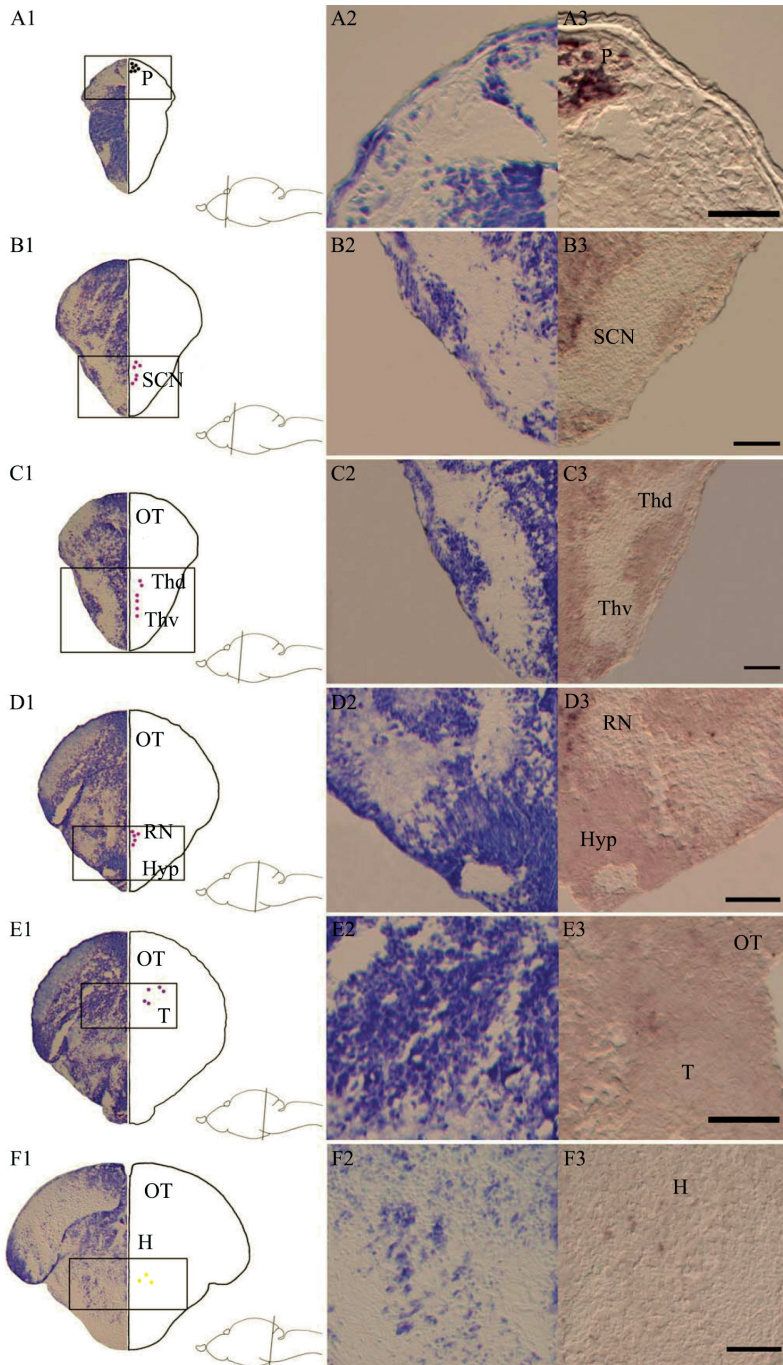 A1
A2
A3
P
P
B1
B2
B3
SCN
SCN
C1
C2
C3
OT
Thd
Thd
Thv
Thv
D1
D2
D3
OT
RN
RN
Hyp
Hyp
E1
E2
E3
OT
OT
T
T
F1
F2
F3
OT
H
H